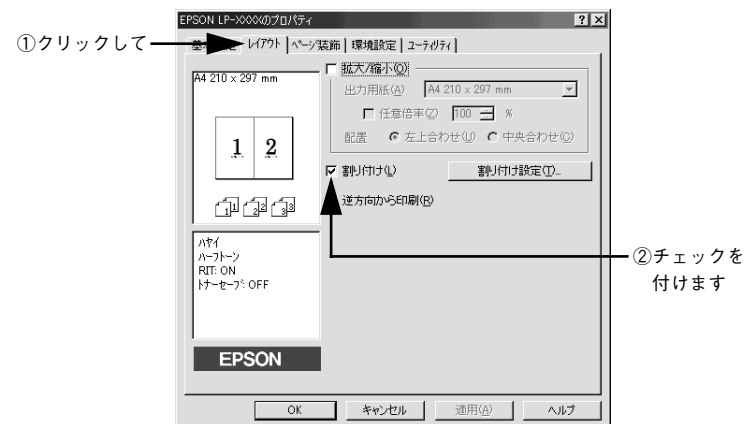 EPSON LP-XXXXのプロパティ
①クリックして
レイアウト ページ装飾 環境設定 ユーティリティ
A4 210 x 297 mm
1 2
1 1 2 2 3 3
ハヤイ
ハーフトーン
RIT: ON
トナーセーブ: OFF
EPSON
拡大/縮小(O)
出力用紙(A) A4 210 x 297 mm
任意倍率(Z) 100 %
配置 左上合わせ(U) 中央合わせ(C)
割り付け(L) 割り付け設定(T)...
逆方向から印刷(R)
②チェックを
付けます
OK キャンセル 適用(A) ヘルプ